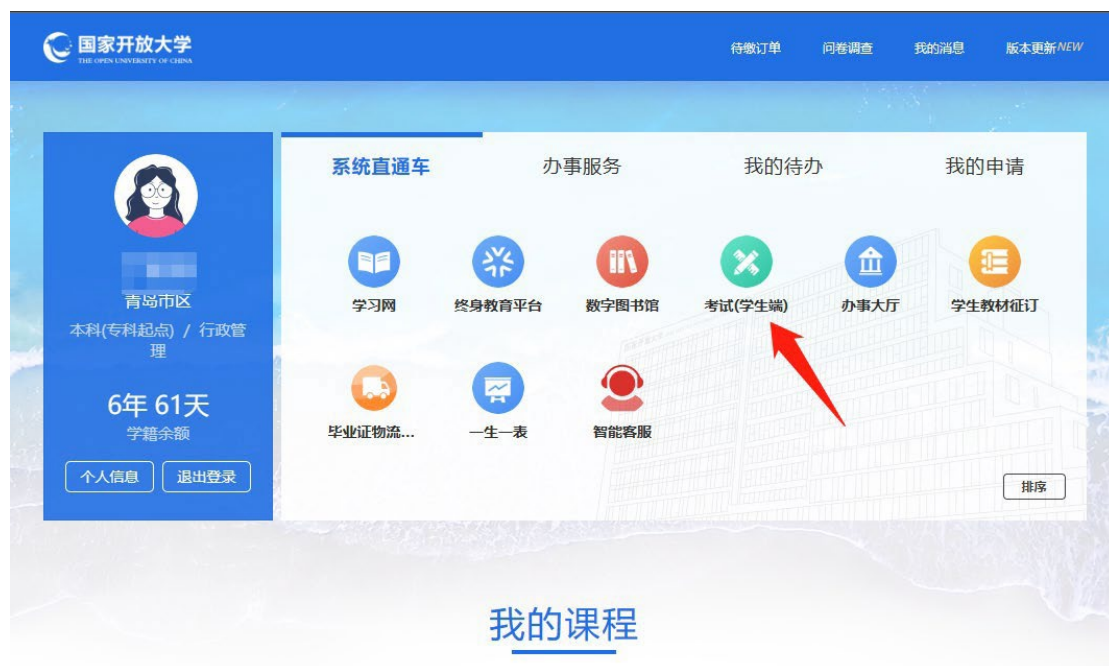 国家开放大学
THE OPEN UNIVERSITY OF CHINA
待缴订单
问卷调查
我的消息
版本更新NEW
青岛市区
本科(专科起点) / 行政管
理
6年 61天
学籍余额
个人信息
退出登录
系统直通车
办事服务
我的待办
我的申请
学习网
终身教育平台
数字图书馆
考试(学生端)
办事大厅
学生教材征订
毕业证物流...
一生一表
智能客服
排序
我的课程